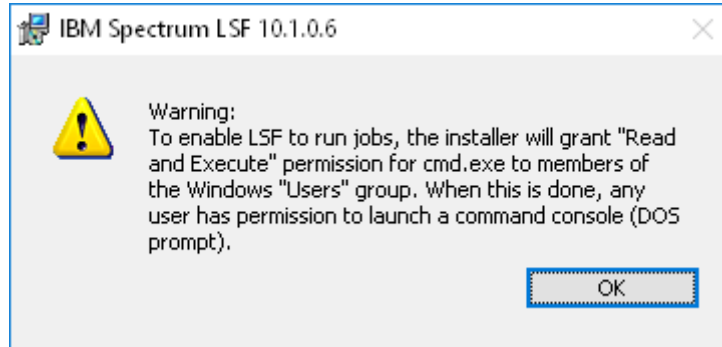 IBM Spectrum LSF 10.1.0.6
Warning:
To enable LSF to run jobs, the installer will grant "Read
and Execute" permission for cmd.exe to members of
the Windows "Users" group. When this is done, any
user has permission to launch a command console (DOS
prompt).
OK